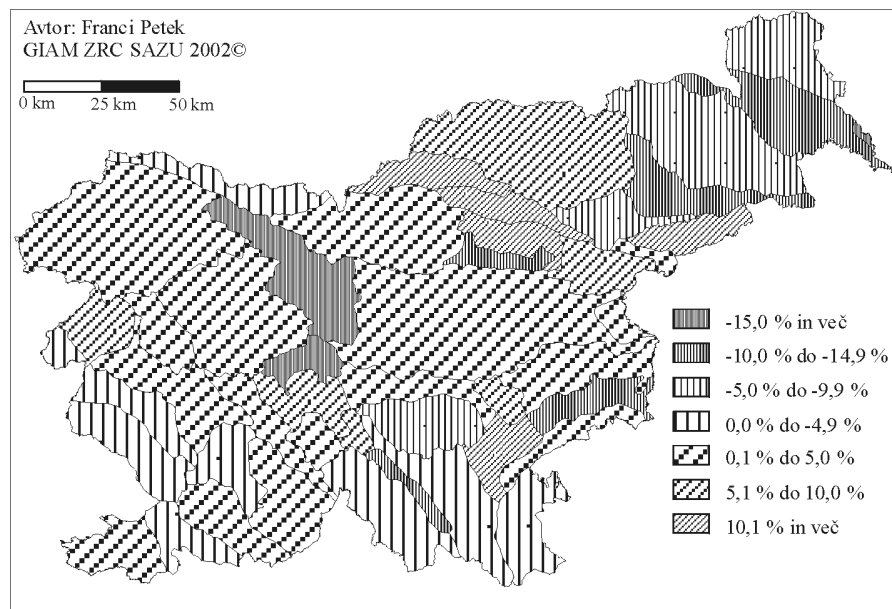 Avtor: Franci Petek
GIAM ZRC SAZU 2002©
0 km 25 km 50 km
-15,0 % in več
-10,0 % do -14,9 %
-5,0 % do -9,9 %
0,0 % do -4,9 %
0,1 % do 5,0 %
5,1 % do 10,0 %
10,1 % in več